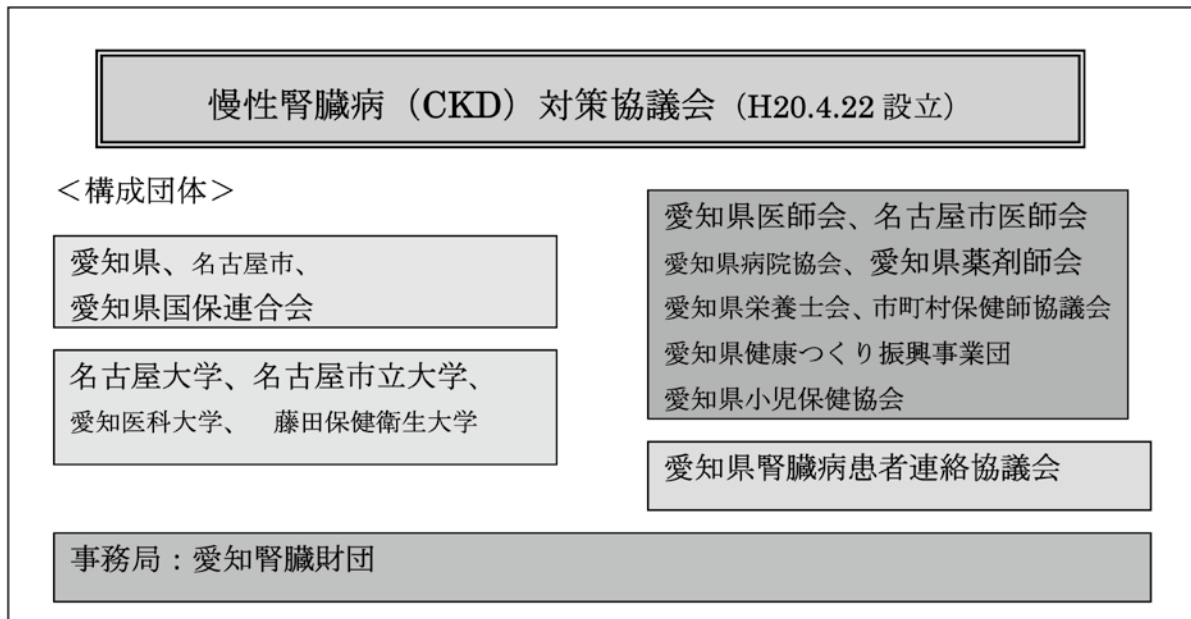 慢性腎臓病（CKD）対策協議会（H20.4.22 設立）
＜構成団体＞
愛知県、名古屋市、
愛知県国保連合会
名古屋大学、名古屋市立大学、
愛知医科大学、　藤田保健衛生大学
愛知県医師会、名古屋市医師会
愛知県病院協会、愛知県薬剤師会
愛知県栄養士会、市町村保健師協議会
愛知県健康つくり振興事業団
愛知県小児保健協会
愛知県腎臓病患者連絡協議会
事務局：愛知腎臓財団